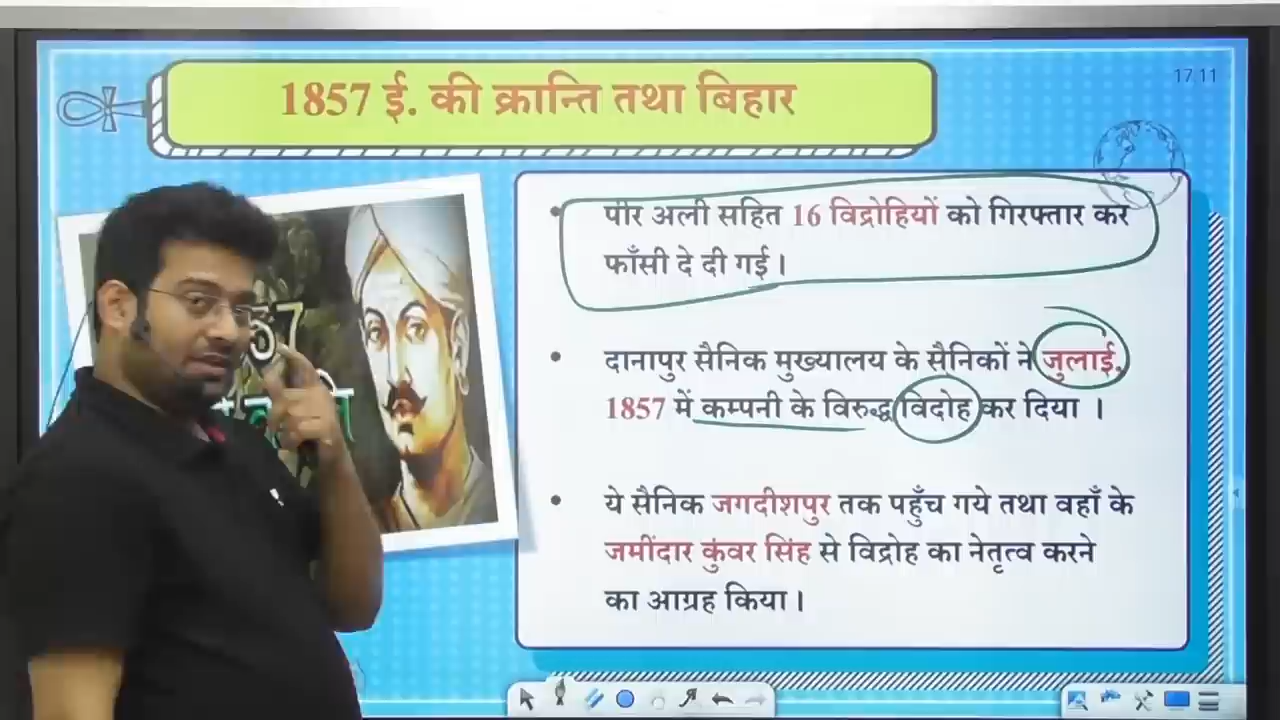 17 11
1857 ई. की क्रान्ति तथा बिहार
57
पीर अली सहित 16 विद्रोहियों को गिरफ्तार कर
फाँसी दे दी गई।
दानापुर सैनिक मुख्यालय के सैनिकों ने जुलाई,
1857 में कम्पनी के विरुद्ध विदोह कर दिया ।
ये सैनिक जगदीशपुर तक पहुँच गये तथा वहाँ के
जमींदार कुंवर सिंह से विद्रोह का नेतृत्व करने
का आग्रह किया।